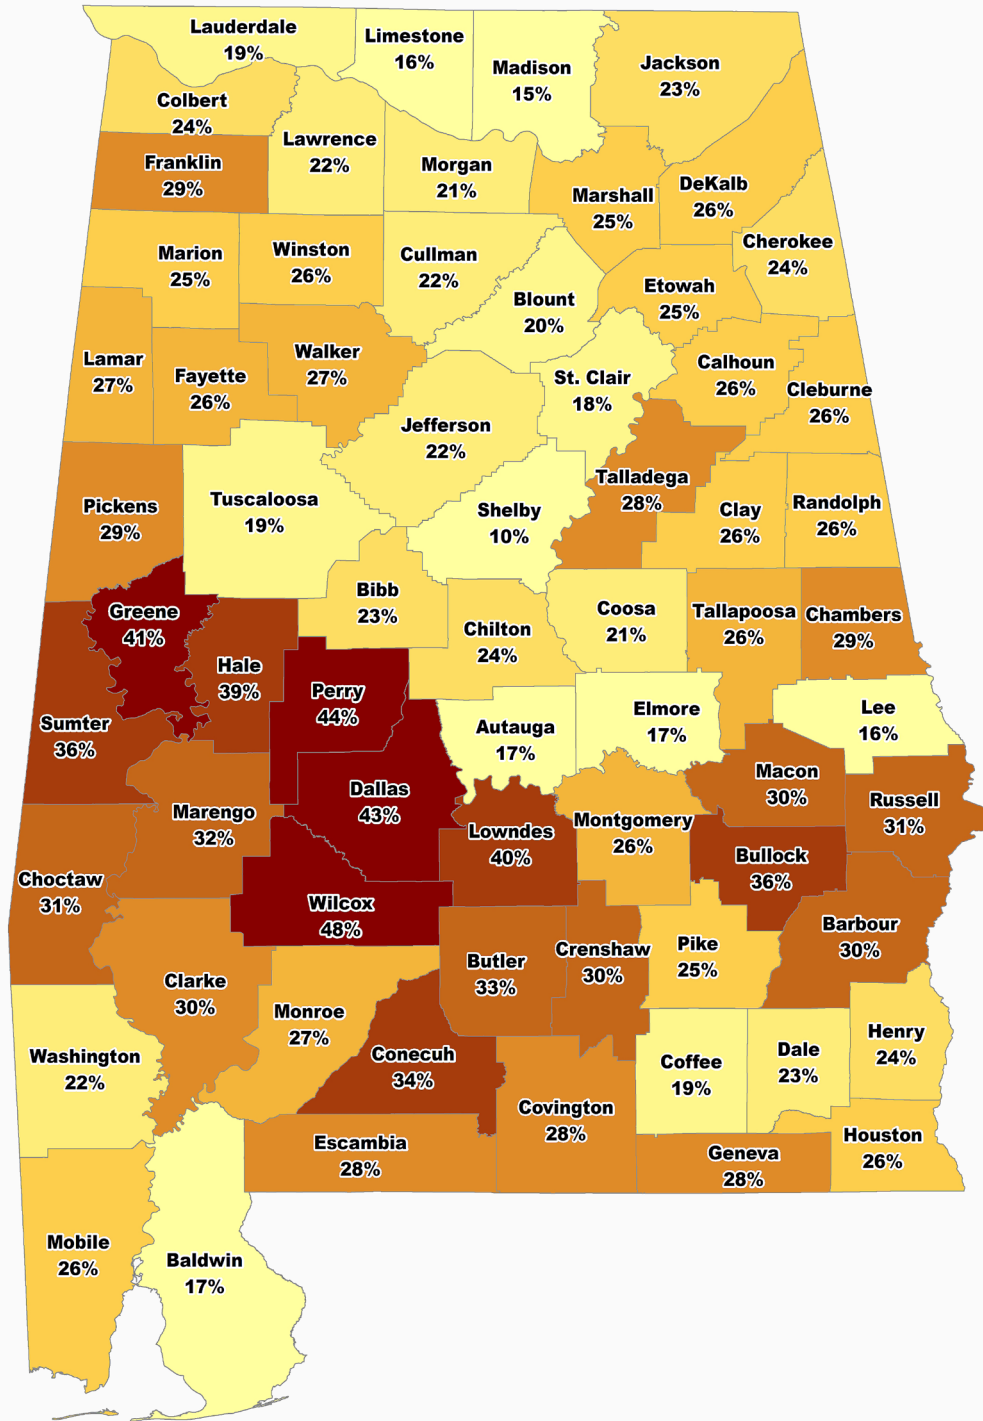 Lauderdale
19%
Limestone
16%
Madison
15%
Jackson
23%
Colbert
24%
Lawrence
22%
Franklin
29%
Morgan
21%
Marshall
25%
DeKalb
26%
Marion
25%
Winston
26%
Cullman
22%
Cherokee
24%
Blount
20%
Etowah
25%
Lamar
27%
Fayette
26%
Walker
27%
St. Clair
18%
Calhoun
26%
Cleburne
26%
Jefferson
22%
Pickens
29%
Tuscaloosa
19%
Shelby
10%
Talladega
28%
Clay
26%
Randolph
26%
Greene
41%
Bibb
23%
Chilton
24%
Coosa
21%
Tallapoosa
26%
Chambers
29%
Hale
39%
Sumter
36%
Perry
44%
Autauga
17%
Elmore
17%
Lee
16%
Dallas
43%
Marengo
32%
Lowndes
40%
Montgomery
26%
Macon
30%
Russell
31%
Bullock
36%
Choctaw
31%
Wilcox
48%
Clarke
30%
Butler
33%
Crenshaw
30%
Pike
25%
Barbour
30%
Monroe
27%
Washington
22%
Conecuh
34%
Coffee
19%
Dale
23%
Henry
24%
Covington
28%
Escambia
28%
Geneva
28%
Houston
26%
Mobile
26%
Baldwin
17%